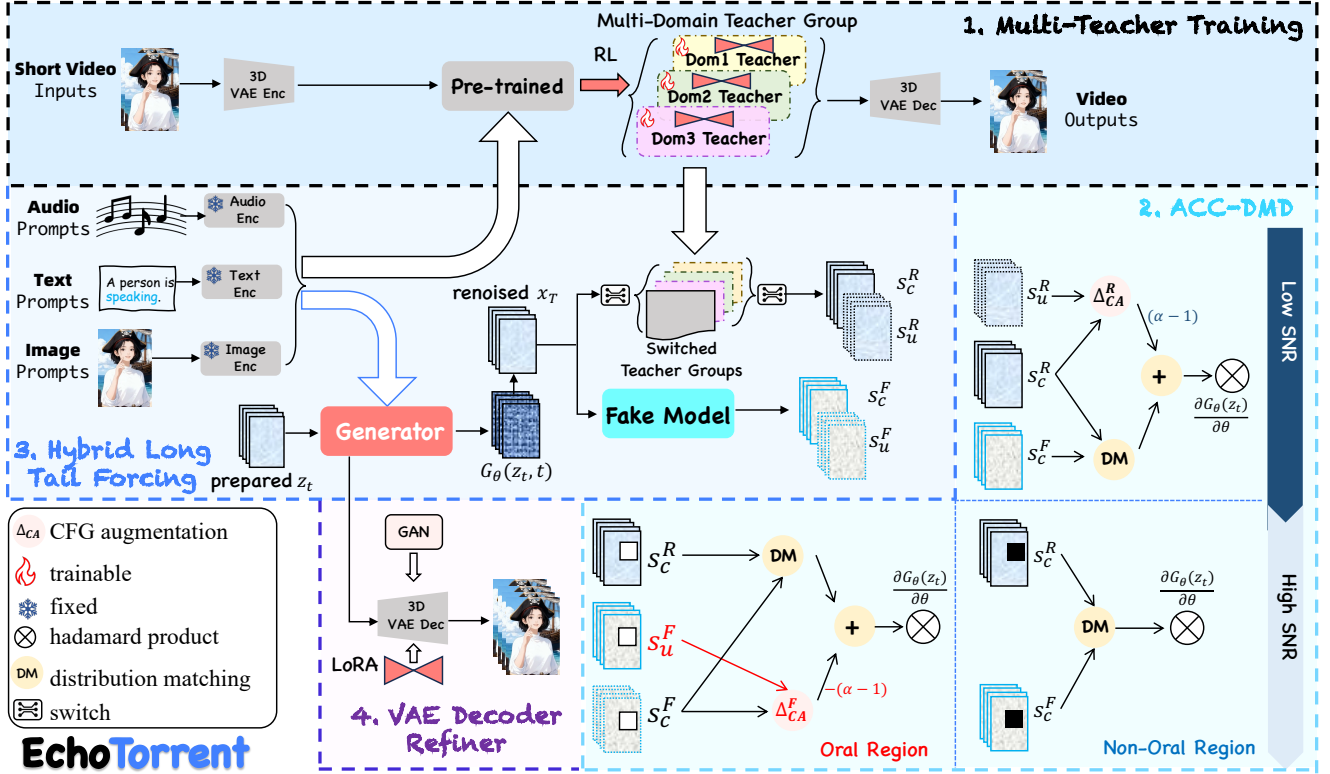 Multi-Domain Teacher Group
1. Multi-Teacher Training
Short Video
Inputs
3D
VAE Enc
Pre-trained
RL
Dom1 Teacher
Dom2 Teacher
Dom3 Teacher
3D
VAE Dec
Video
Outputs
Audio
Prompts
Audio
Enc
Text
Prompts
A person is
speaking.
Text
Enc
Image
Prompts
Image
Enc
renoised x_T
Switched
Teacher Groups
S_c^R
S_u^R
Fake Model
S_c^F
S_u^F
Generator
prepared z_t
G_θ(z_t, t)
3. Hybrid Long
Tail Forcing
2. ACC-DMD
S_u^R
Δ_CA^R
(α − 1)
S_c^R
+
∂G_θ(z_t)
∂θ
S_c^F
DM
Low SNR
Δ_CA CFG augmentation
trainable
fixed
hadamard product
DM distribution matching
switch
EchoTorrent
GAN
3D
VAE Dec
LoRA
4. VAE Decoder
Refiner
S_c^R
DM
S_u^F
+
∂G_θ(z_t)
∂θ
S_c^F
Δ_CA^F
−(α − 1)
Oral Region
S_c^R
DM
∂G_θ(z_t)
∂θ
S_c^F
Non-Oral Region
High SNR